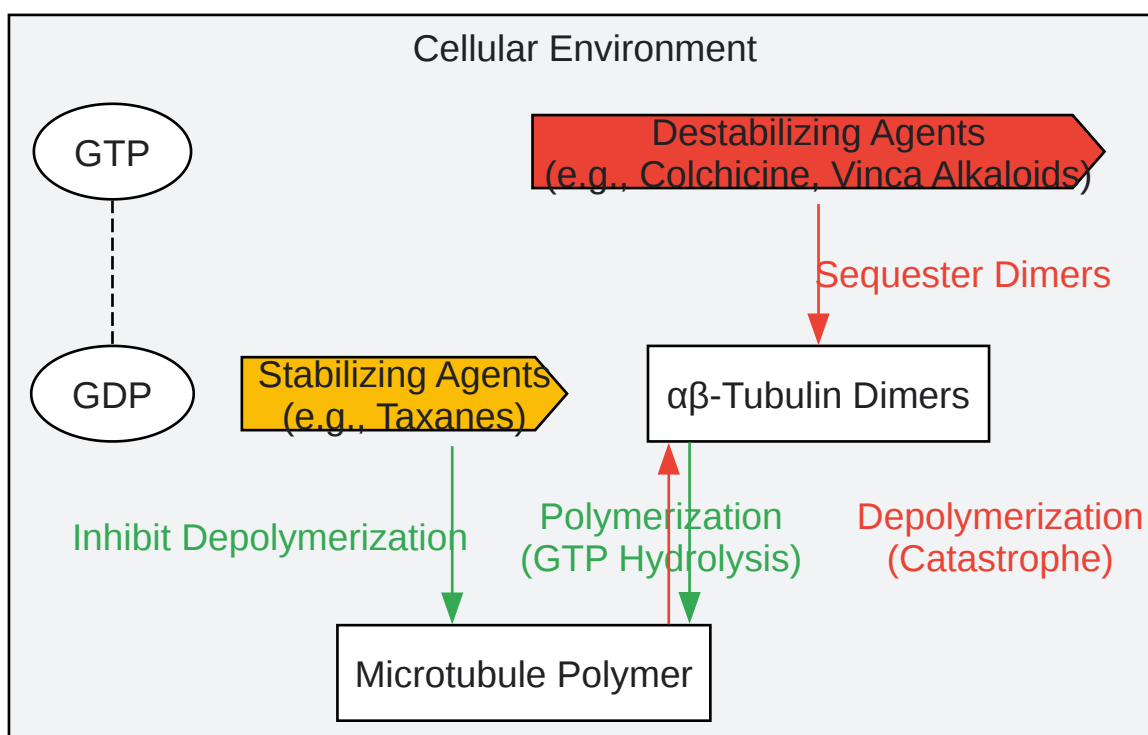 Cellular Environment
GTP
Destabilizing Agents
(e.g., Colchicine, Vinca Alkaloids)
Sequester Dimers
GDP
Stabilizing Agents
(e.g., Taxanes)
αβ-Tubulin Dimers
Inhibit Depolymerization
Polymerization
(GTP Hydrolysis)
Depolymerization
(Catastrophe)
Microtubule Polymer